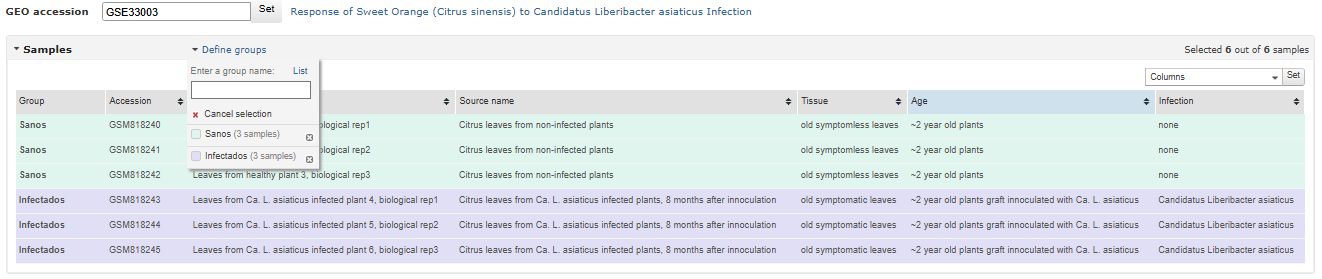 GEO accession GSE33003 Set Response of Sweet Orange (Citrus sinensis) to Candidatus Liberibacter asiaticus Infection
Samples Define groups Selected 6 out of 6 samples
Enter a group name: List
Columns Set
Group Accession Source name Tissue Age Infection
Cancel selection
Sanos GSM818240 ological rep1 Citrus leaves from non-infected plants old symptomless leaves ~2 year old plants none
Sanos (3 samples)
Sanos GSM818241 ological rep2 Citrus leaves from non-infected plants old symptomless leaves ~2 year old plants none
Infectados (3 samples)
Sanos GSM818242 Leaves from healthy plant 3, biological rep3 Citrus leaves from non-infected plants old symptomless leaves ~2 year old plants none
Infectados GSM818243 Leaves from Ca. L. asiaticus infected plant 4, biological rep1 Citrus leaves from Ca. L. asiaticus infected plants, 8 months after innoculation old symptomatic leaves ~2 year old plants graft innoculated with Ca. L. asiaticus Candidatus Liberibacter asiaticus
Infectados GSM818244 Leaves from Ca. L. asiaticus infected plant 5, biological rep2 Citrus leaves from Ca. L. asiaticus infected plants, 8 months after innoculation old symptomatic leaves ~2 year old plants graft innoculated with Ca. L. asiaticus Candidatus Liberibacter asiaticus
Infectados GSM818245 Leaves from Ca. L. asiaticus infected plant 6, biological rep3 Citrus leaves from Ca. L. asiaticus infected plants, 8 months after innoculation old symptomatic leaves ~2 year old plants graft innoculated with Ca. L. asiaticus Candidatus Liberibacter asiaticus